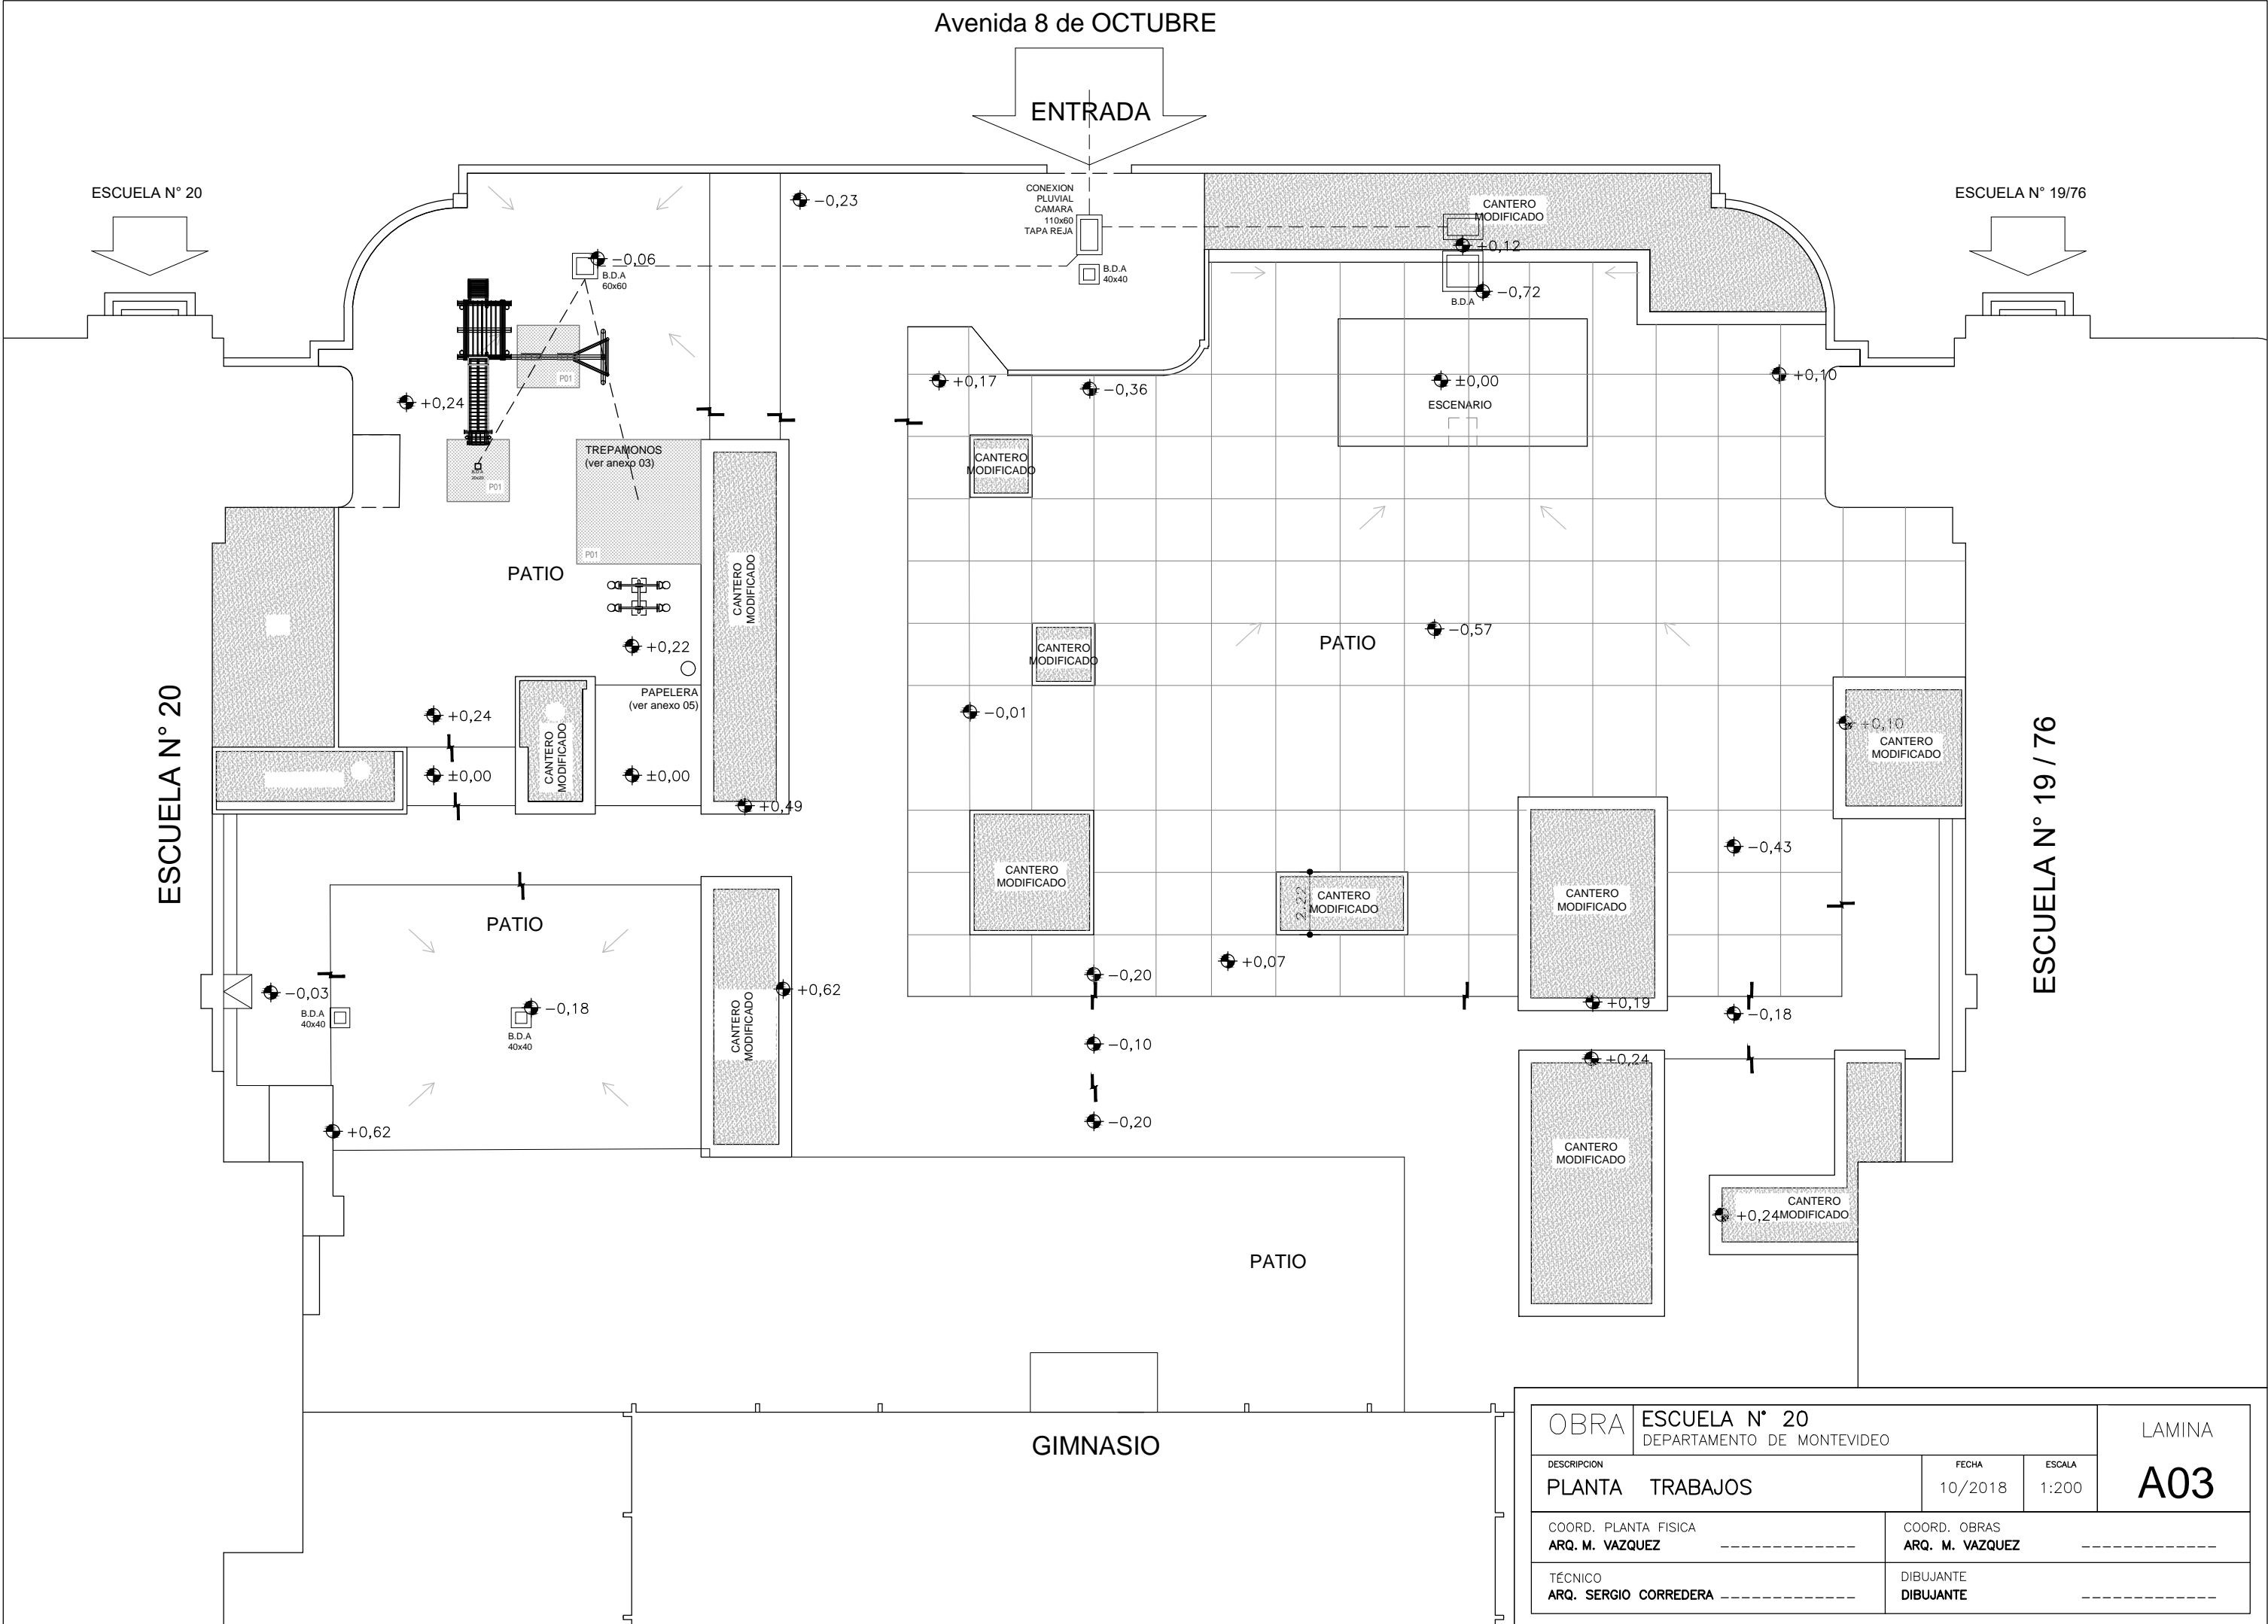 Avenida 8 de OCTUBRE
ENTRADA
ESCUELA N° 20
ESCUELA N° 19/76
CONEXION
PLUVIAL
CAMARA
110x60
TAPA REJA
−0,23
CANTERO
MODIFICADO
+0,12
−0,06
B.D.A
60x60
B.D.A
40x40
−0,72
B.D.A
P01
+0,24
+0,17
−0,36
±0,00
ESCENARIO
+0,10
TREPAMONOS
(ver anexo 03)
B.D.A
20x20
P01
P01
CANTERO
MODIFICADO
PATIO
CANTERO
MODIFICADO
+0,22
CANTERO
MODIFICADO
PATIO
−0,57
PAPELERA
(ver anexo 05)
+0,24
−0,01
+0,10
CANTERO
MODIFICADO
CANTERO
MODIFICADO
±0,00
±0,00
+0,49
ESCUELA N° 20
ESCUELA N° 19 / 76
−0,43
CANTERO
MODIFICADO
2,22
CANTERO
MODIFICADO
CANTERO
MODIFICADO
PATIO
−0,03
B.D.A
40x40
−0,18
B.D.A
40x40
CANTERO
MODIFICADO
+0,62
−0,20
+0,07
+0,19
−0,18
−0,10
+0,24
−0,20
+0,62
CANTERO
MODIFICADO
CANTERO
MODIFICADO
+0,24
PATIO
GIMNASIO
OBRA
ESCUELA N° 20
DEPARTAMENTO DE MONTEVIDEO
LAMINA
A03
DESCRIPCION
PLANTA TRABAJOS
FECHA
10/2018
ESCALA
1:200
COORD. PLANTA FISICA
ARQ. M. VAZQUEZ
COORD. OBRAS
ARQ. M. VAZQUEZ
TÉCNICO
ARQ. SERGIO CORREDERA
DIBUJANTE
DIBUJANTE